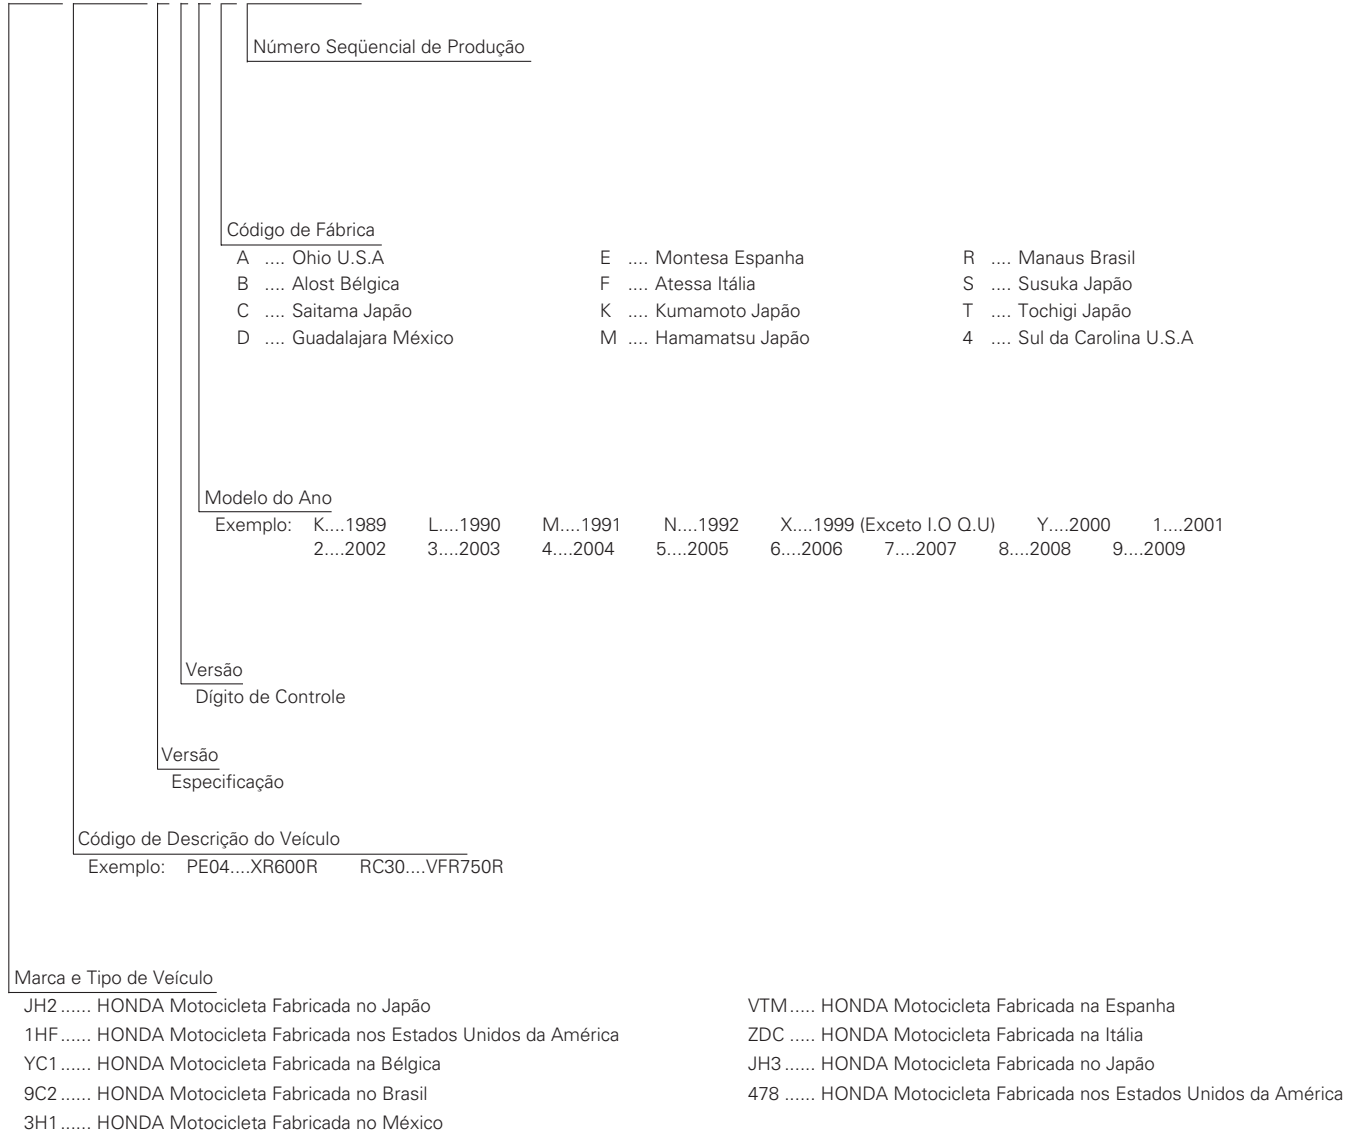 Número Seqüencial de Produção
Código de Fábrica
A .... Ohio U.S.A E .... Montesa Espanha R .... Manaus Brasil
B .... Alost Bélgica F .... Atessa Itália S .... Susuka Japão
C .... Saitama Japão K .... Kumamoto Japão T .... Tochigi Japão
D .... Guadalajara México M .... Hamamatsu Japão 4 .... Sul da Carolina U.S.A
Modelo do Ano
Exemplo: K....1989 L....1990 M....1991 N....1992 X....1999 (Exceto I.O Q.U) Y....2000 1....2001
2....2002 3....2003 4....2004 5....2005 6....2006 7....2007 8....2008 9....2009
Versão
Dígito de Controle
Versão
Especificação
Código de Descrição do Veículo
Exemplo: PE04....XR600R RC30....VFR750R
Marca e Tipo de Veículo
JH2 ...... HONDA Motocicleta Fabricada no Japão VTM ..... HONDA Motocicleta Fabricada na Espanha
1HF ...... HONDA Motocicleta Fabricada nos Estados Unidos da América ZDC ..... HONDA Motocicleta Fabricada na Itália
YC1 ...... HONDA Motocicleta Fabricada na Bélgica JH3 ...... HONDA Motocicleta Fabricada no Japão
9C2 ...... HONDA Motocicleta Fabricada no Brasil 478 ...... HONDA Motocicleta Fabricada nos Estados Unidos da América
3H1 ...... HONDA Motocicleta Fabricada no México